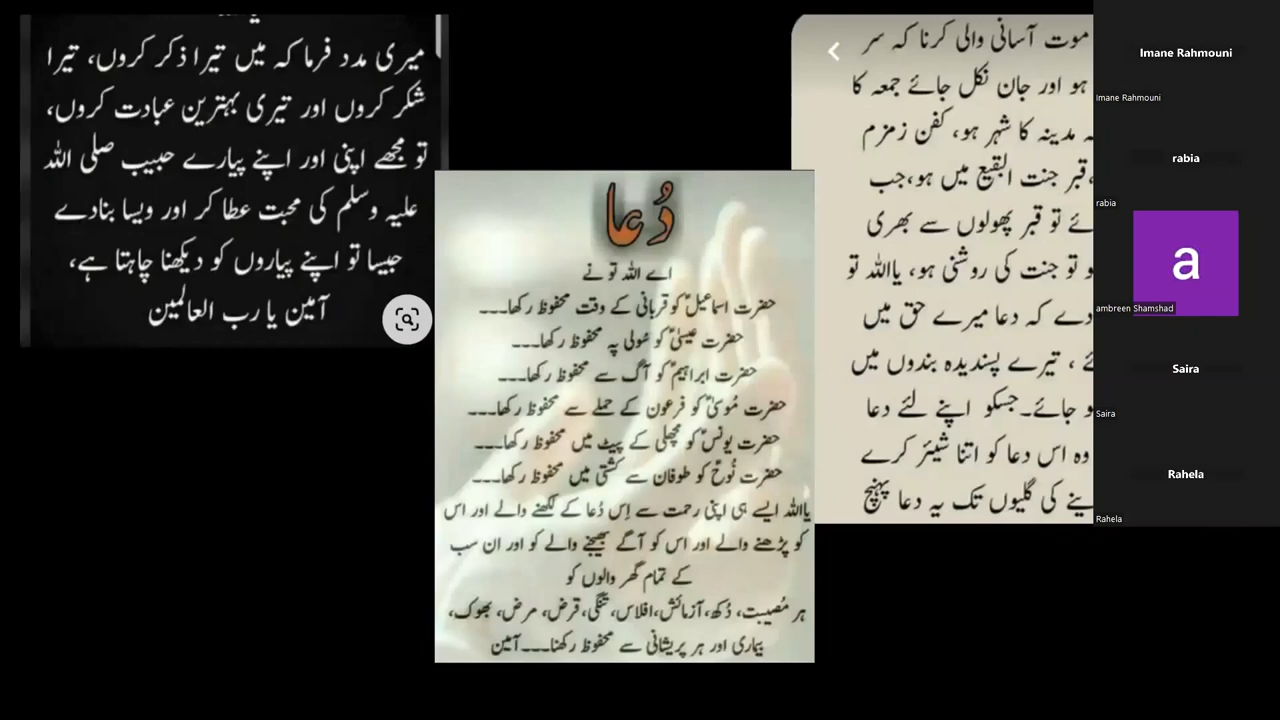 میری مدد فرما کہ میں تیرا ذکر کروں، تیرا
شکر کروں اور تیری بہترین عبادت کروں،
تو مجھے اپنی اور اپنے پیارے حبیب صلی اللہ
علیہ وسلم کی محبت عطا کر اور ویسا بنادے
جیسا تو اپنے پیاروں کو دیکھنا چاہتا ہے،
آمین یا رب العالمین
دُعا
اے اللہ تو نے
حضرت اسماعیلؑ کو قربانی کے وقت محفوظ رکھا۔۔۔
حضرت عیسیٰؑ کو سُولی پہ محفوظ رکھا۔۔۔
حضرت ابراہیمؑ کو آگ سے محفوظ رکھا۔۔۔
حضرت مُوسیٰؑ کو فرعون کے حملے سے محفوظ رکھا۔۔۔
حضرت یونسؑ کو مچھلی کے پیٹ میں محفوظ رکھا۔۔۔
حضرت نُوحؑ کو طوفان سے کشتی میں محفوظ رکھا۔۔۔
یااللہ ایسے ہی اپنی رحمت سے اِس دُعا کے لکھنے والے اور اس
کو پڑھنے والے اور اس کو آگے بھیجنے والے کو اور ان سب
کے تمام گھر والوں کو
ہر مُصیبت، دُکھ، آزمائش، افلاس، تنگی، قرض، مرض، بھوک،
بیماری اور ہر پریشانی سے محفوظ رکھنا۔۔۔آمین
موت آسانی والی کرنا کہ سر
ہو اور جان نکل جائے جمعہ کا
مدینہ کا شہر ہو، کفن زمزم
،قبر جنت البقیع میں ہو،جب
تو قبر پھولوں سے بھری
تو جنت کی روشنی ہو، یااللہ تو
دے کہ دعا میرے حق میں
، تیرے پسندیدہ بندوں میں
جائے۔جسکو اپنے لئے دعا
وہ اس دعا کو اتنا شیئر کرے
کی گلیوں تک یہ دعا پہنچ
Imane Rahmouni
Imane Rahmouni
rabia
rabia
a
ambreen Shamshad
Saira
Saira
Rahela
Rahela